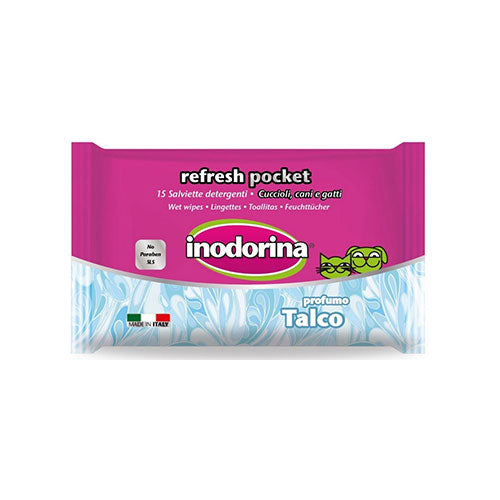 refresh pocket
15 Salviette detergenti • Cuccioli, cani e gatti
Wet wipes • Lingettes • Toallitas • Feuchttücher
No
Paraben
SLS
inodorina®
profumo
Talco
MADE IN ITALY